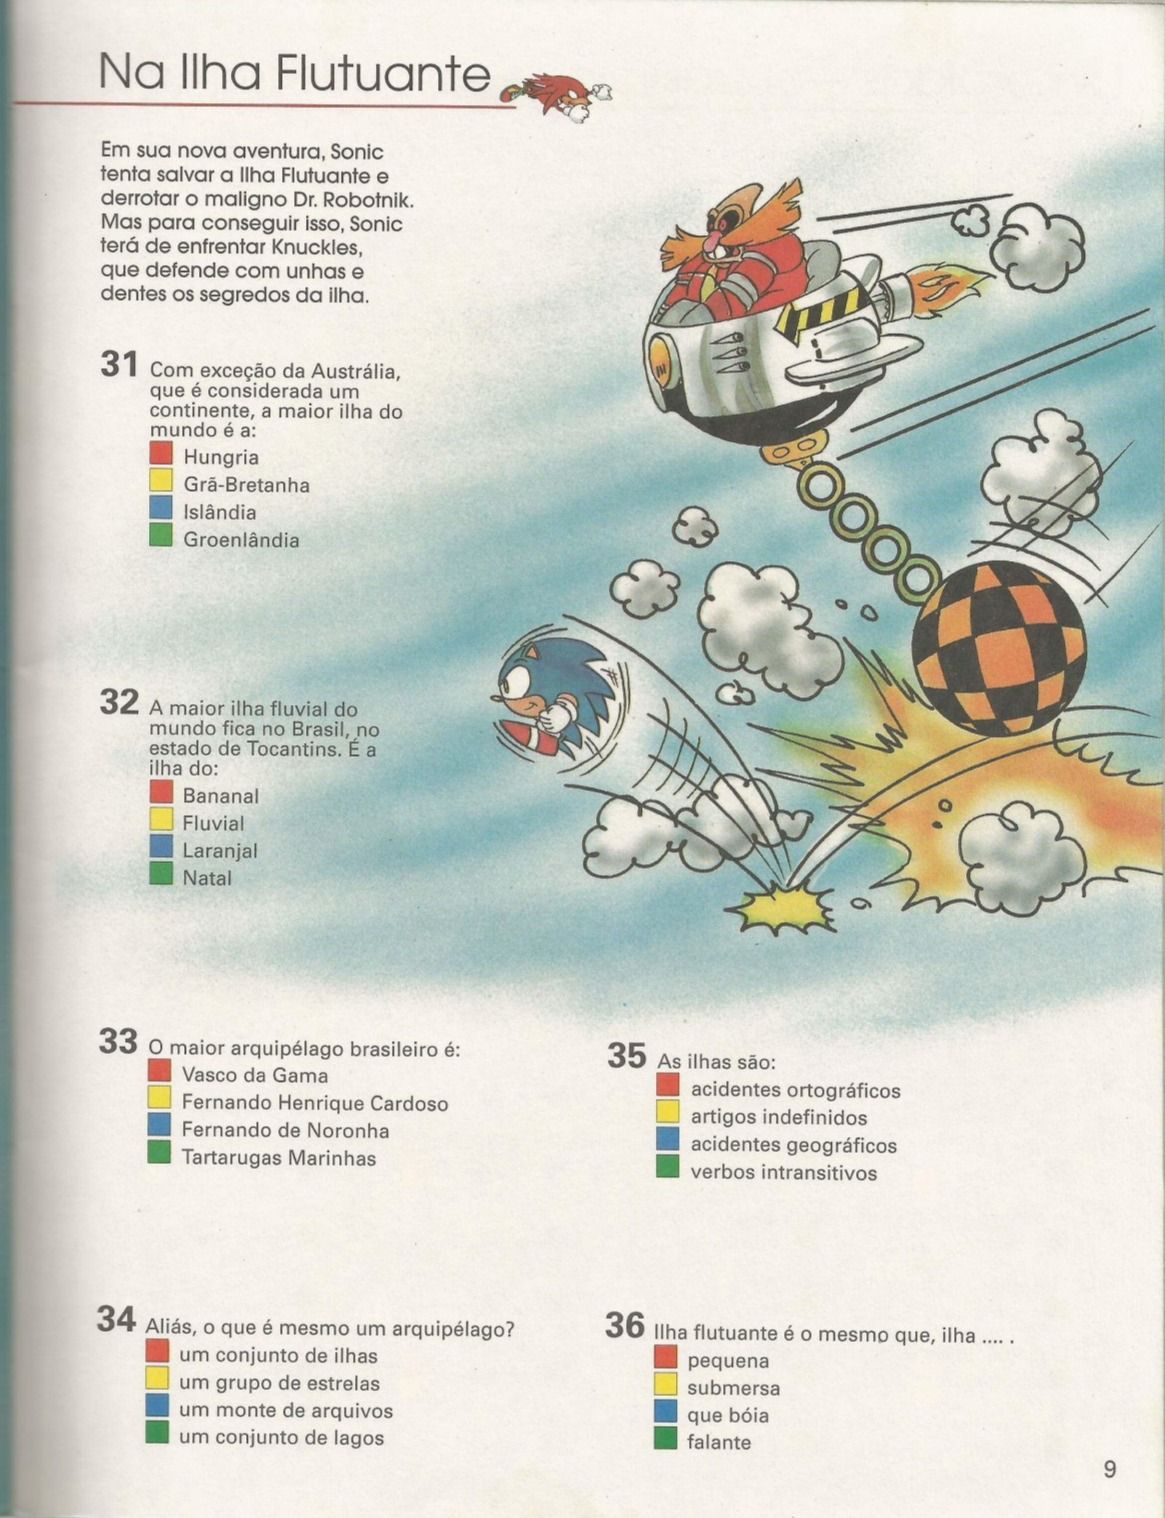 Na Ilha Flutuante
Em sua nova aventura, Sonic
tenta salvar a Ilha Flutuante e
derrotar o maligno Dr. Robotnik.
Mas para conseguir isso, Sonic
terá de enfrentar Knuckles,
que defende com unhas e
dentes os segredos da ilha.
31 Com exceção da Austrália,
que é considerada um
continente, a maior ilha do
mundo é a:
Hungria
Grã-Bretanha
Islândia
Groenlândia
32 A maior ilha fluvial do
mundo fica no Brasil, no
estado de Tocantins. É a
ilha do:
Bananal
Fluvial
Laranjal
Natal
33 O maior arquipélago brasileiro é:
Vasco da Gama
Fernando Henrique Cardoso
Fernando de Noronha
Tartarugas Marinhas
34 Aliás, o que é mesmo um arquipélago?
um conjunto de ilhas
um grupo de estrelas
um monte de arquivos
um conjunto de lagos
35 As ilhas são:
acidentes ortográficos
artigos indefinidos
acidentes geográficos
verbos intransitivos
36 Ilha flutuante é o mesmo que, ilha .... .
pequena
submersa
que bóia
falante
9